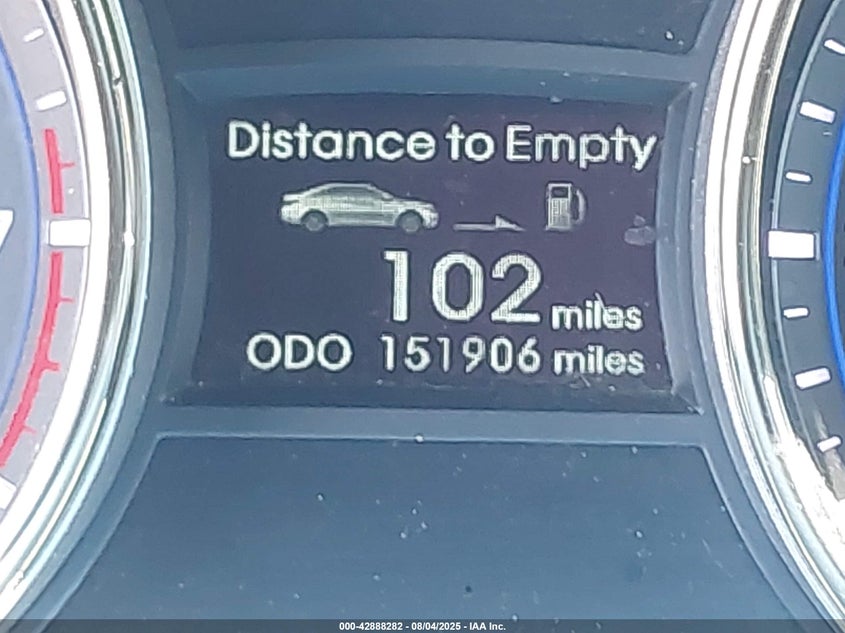 Distance to Empty
102 miles
ODO 151906 miles
000-42888282 - 08/04/2025 - IAA Inc.